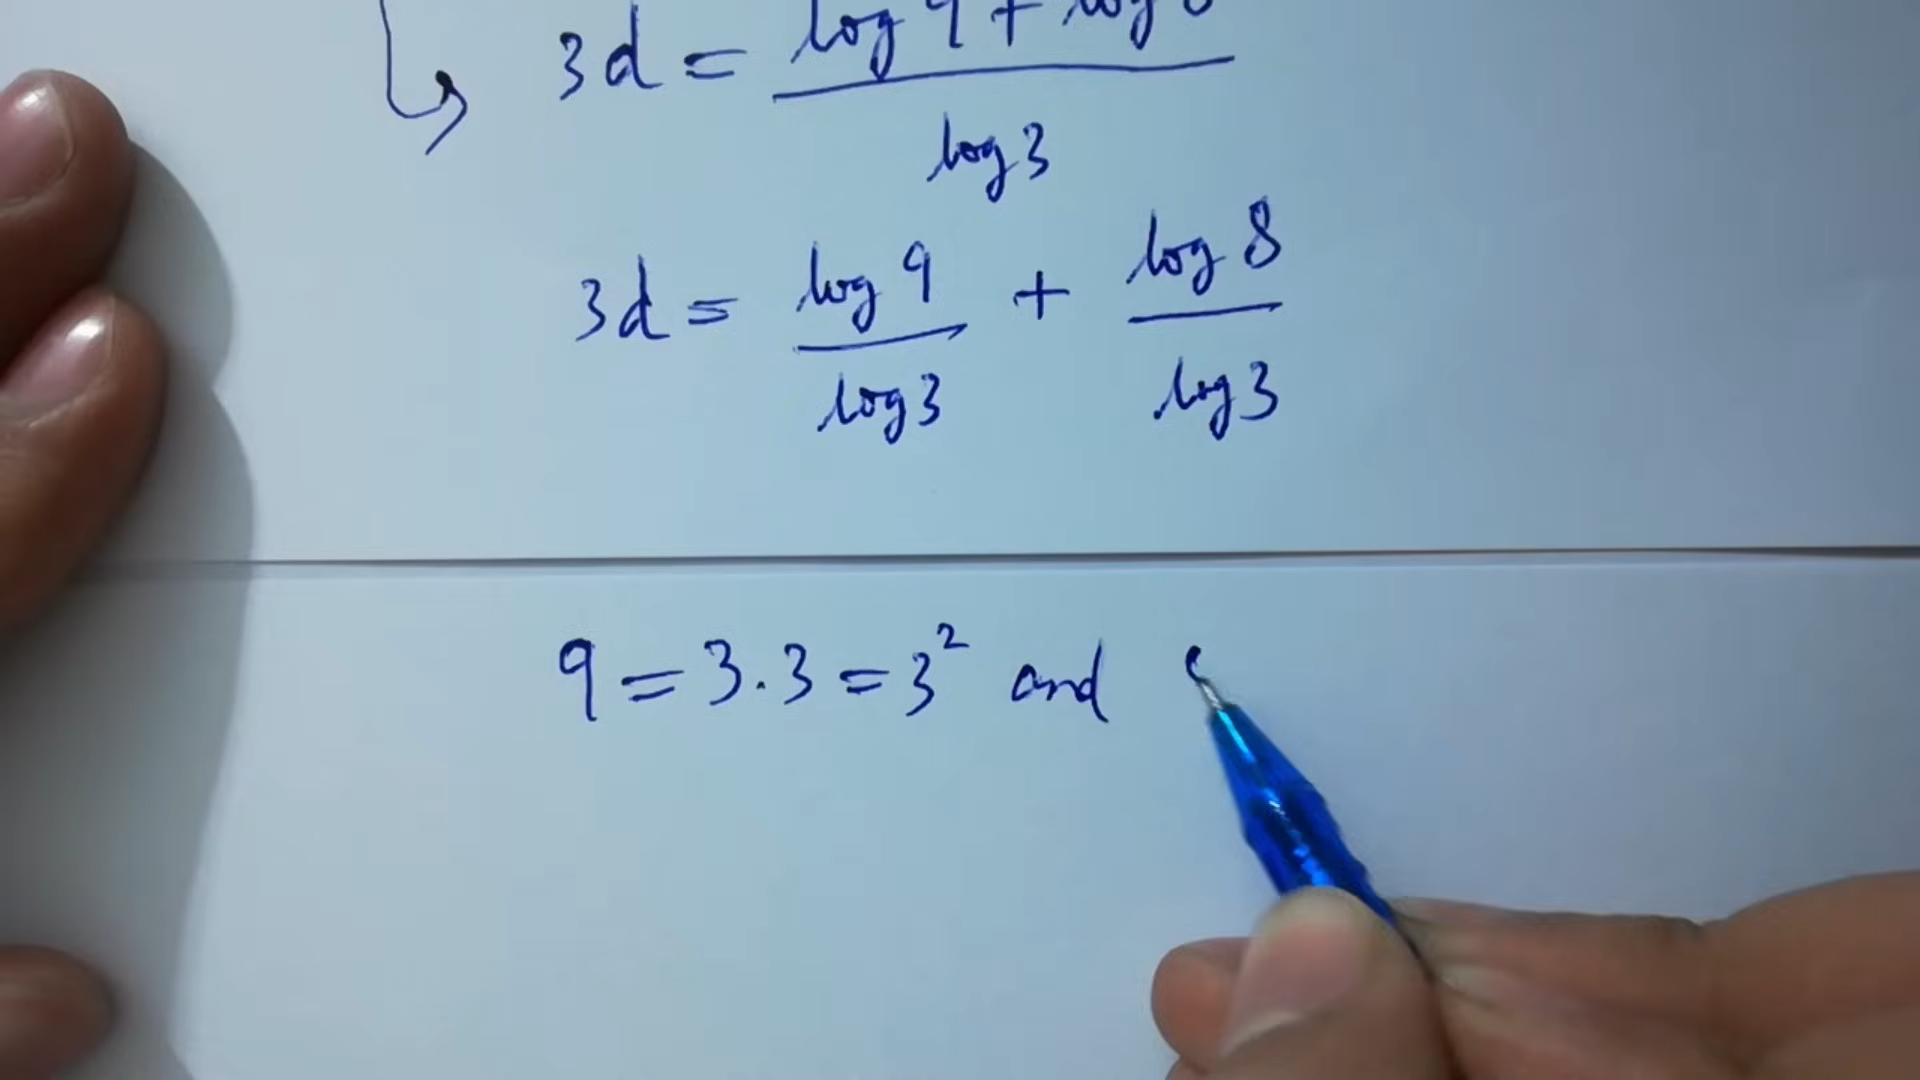 3d = log 9 + log 8
log 3
3d = log 9 / log 3 + log 8 / log 3
9 = 3.3 = 3² and